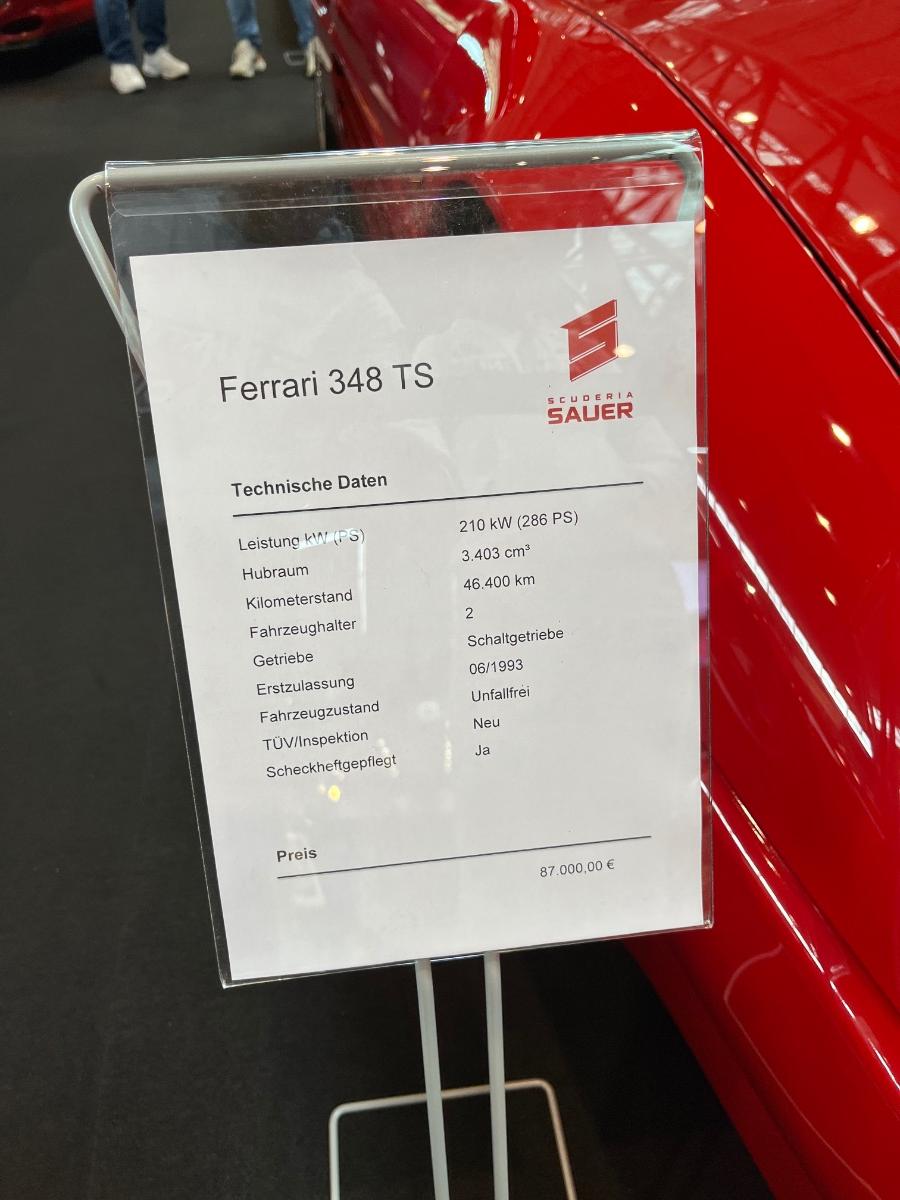 Ferrari 348 TS
SCUDERIA
SAUER
Technische Daten
Leistung kW (PS) 210 kW (286 PS)
Hubraum 3.403 cm³
Kilometerstand 46.400 km
Fahrzeughalter 2
Getriebe Schaltgetriebe
Erstzulassung 06/1993
Fahrzeugzustand Unfallfrei
TÜV/Inspektion Neu
Scheckheftgepflegt Ja
Preis
87.000,00 €